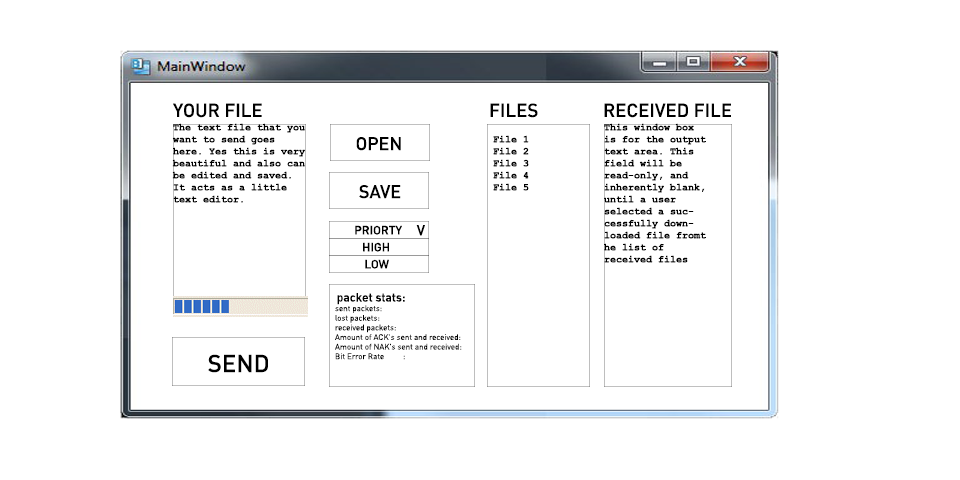 MainWindow
YOUR FILE
The text file that you
want to send goes
here. Yes this is very
beautiful and also can
be edited and saved.
It acts as a little
text editor.
SEND
OPEN
SAVE
PRIORTY V
HIGH
LOW
packet stats:
sent packets:
lost packets:
received packets:
Amount of ACK's sent and received:
Amount of NAK's sent and received:
Bit Error Rate :
FILES
File 1
File 2
File 3
File 4
File 5
RECEIVED FILE
This window box
is for the output
text area. This
field will be
read-only, and
inherently blank,
until a user
selected a suc-
cessfully down-
loaded file fromt
he list of
received files